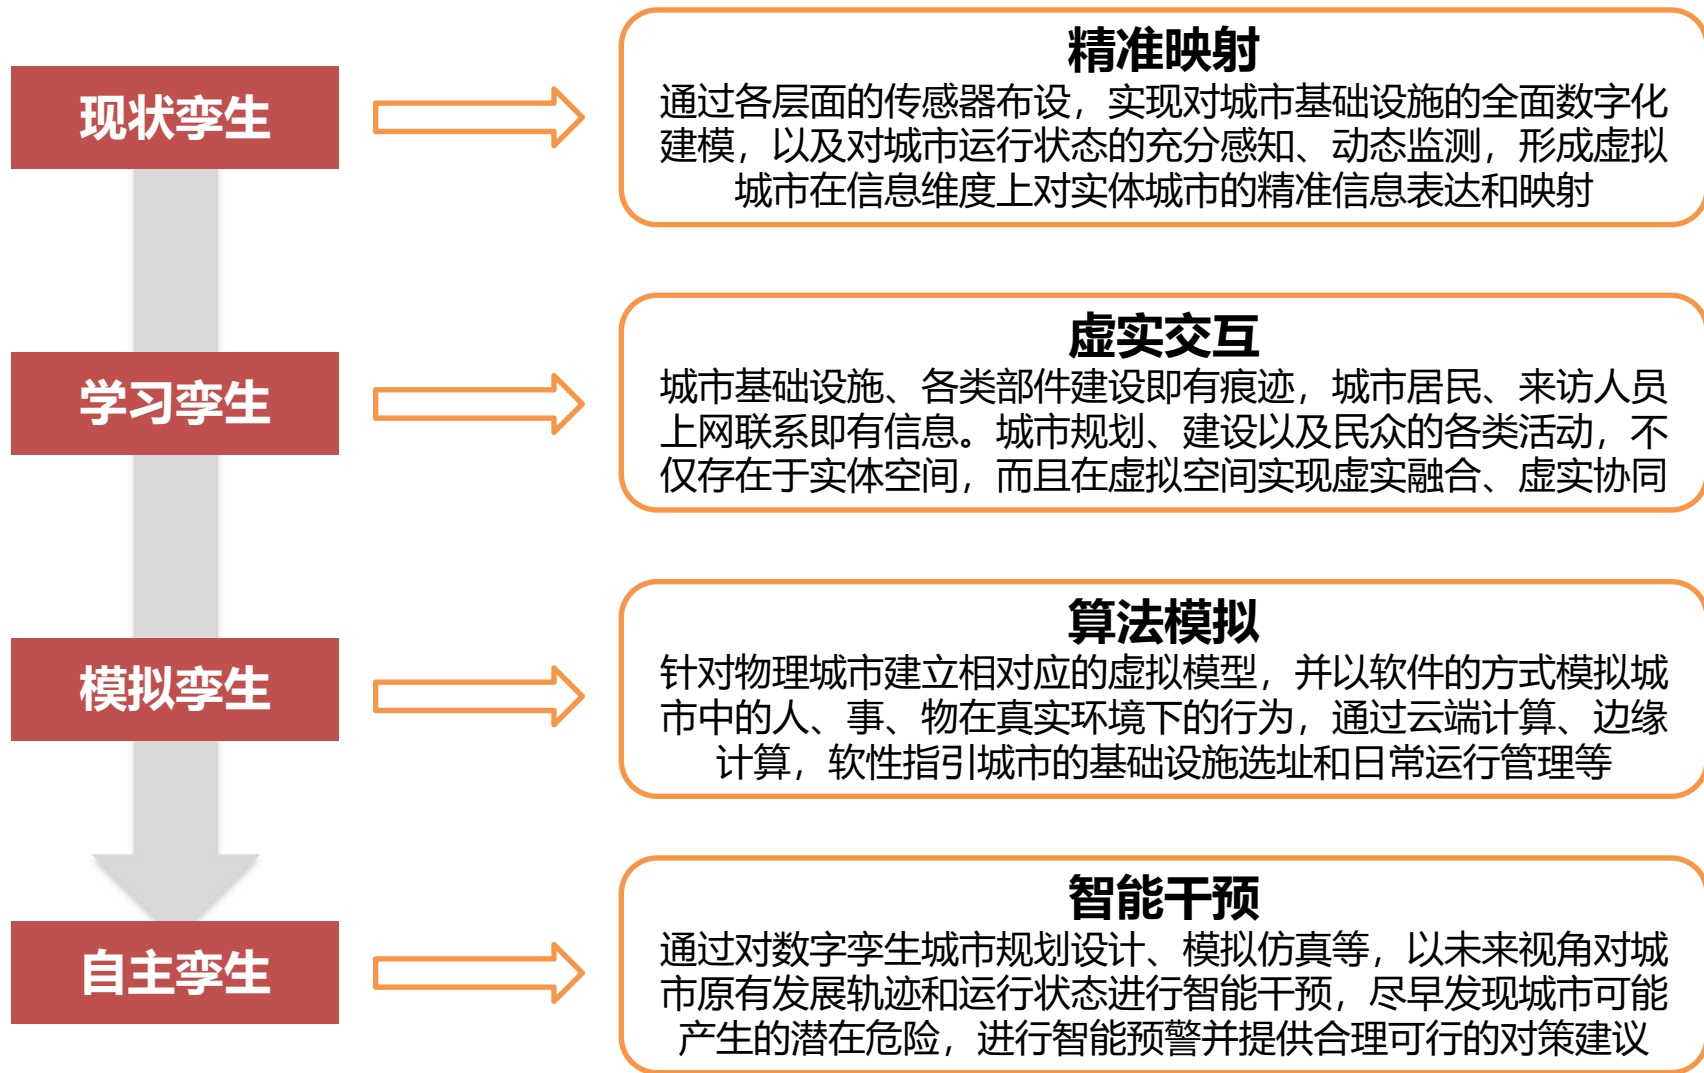 现状孪生
精准映射
通过各层面的传感器布设，实现对城市基础设施的全面数字化
建模，以及对城市运行状态的充分感知、动态监测，形成虚拟
城市在信息维度上对实体城市的精准信息表达和映射
学习孪生
虚实交互
城市基础设施、各类部件建设即有痕迹，城市居民、来访人员
上网联系即有信息。城市规划、建设以及民众的各类活动，不
仅存在于实体空间，而且在虚拟空间实现虚实融合、虚实协同
模拟孪生
算法模拟
针对物理城市建立相对应的虚拟模型，并以软件的方式模拟城
市中的人、事、物在真实环境下的行为，通过云端计算、边缘
计算，软性指引城市的基础设施选址和日常运行管理等
自主孪生
智能干预
通过对数字孪生城市规划设计、模拟仿真等，以未来视角对城
市原有发展轨迹和运行状态进行智能干预，尽早发现城市可能
产生的潜在危险，进行智能预警并提供合理可行的对策建议